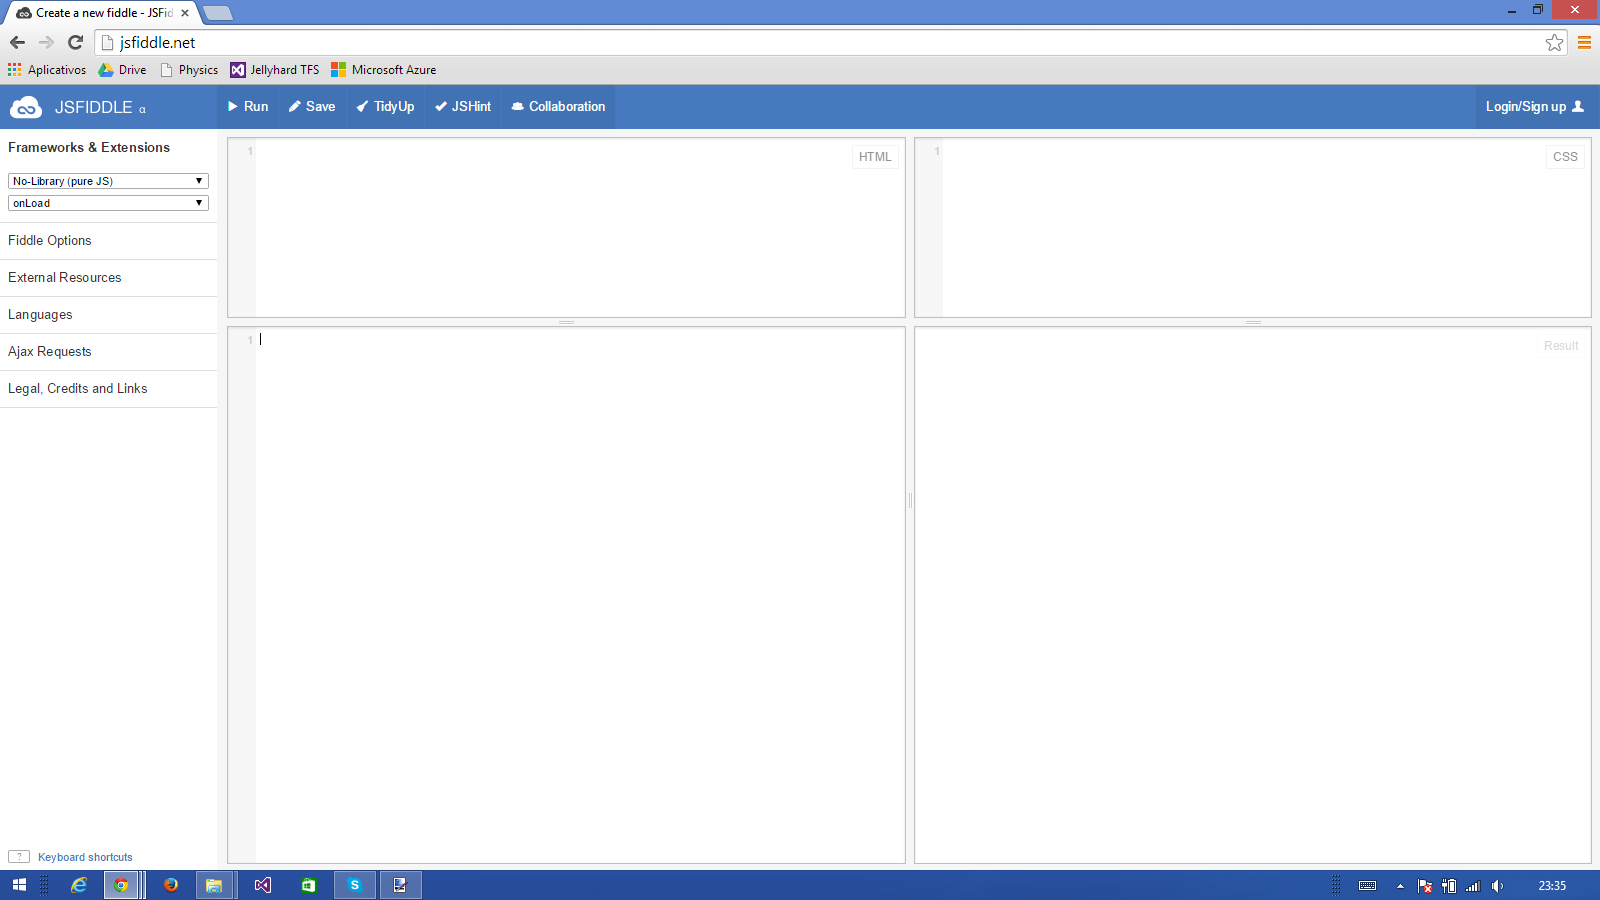 Create a new fiddle - JSFid
jsfiddle.net
Aplicativos Drive Physics Jellyhard TFS Microsoft Azure
JSFIDDLE α Run Save TidyUp JSHint Collaboration Login/Sign up
Frameworks & Extensions
No-Library (pure JS)
onLoad
Fiddle Options
External Resources
Languages
Ajax Requests
Legal, Credits and Links
? Keyboard shortcuts
1 HTML
1 CSS
1
Result
23:35